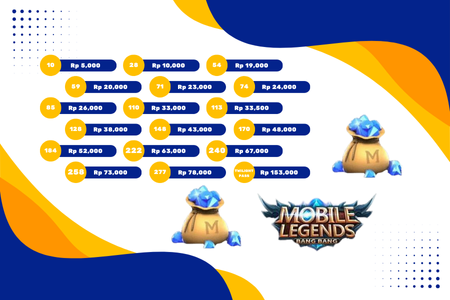 10 Rp 5,000 28 Rp 10,000 54 Rp 19,000
59 Rp 20,000 71 Rp 23,000 74 Rp 24,000
85 Rp 26,000 110 Rp 33,000 113 Rp 33,500
128 Rp 38,000 148 Rp 43,000 170 Rp 48,000
184 Rp 52,000 222 Rp 63,000 240 Rp 67,000
258 Rp 73,000 277 Rp 78,000 TWILIGHT PASS Rp 153,000
M
M
MOBILE
LEGENDS
BANG BANG